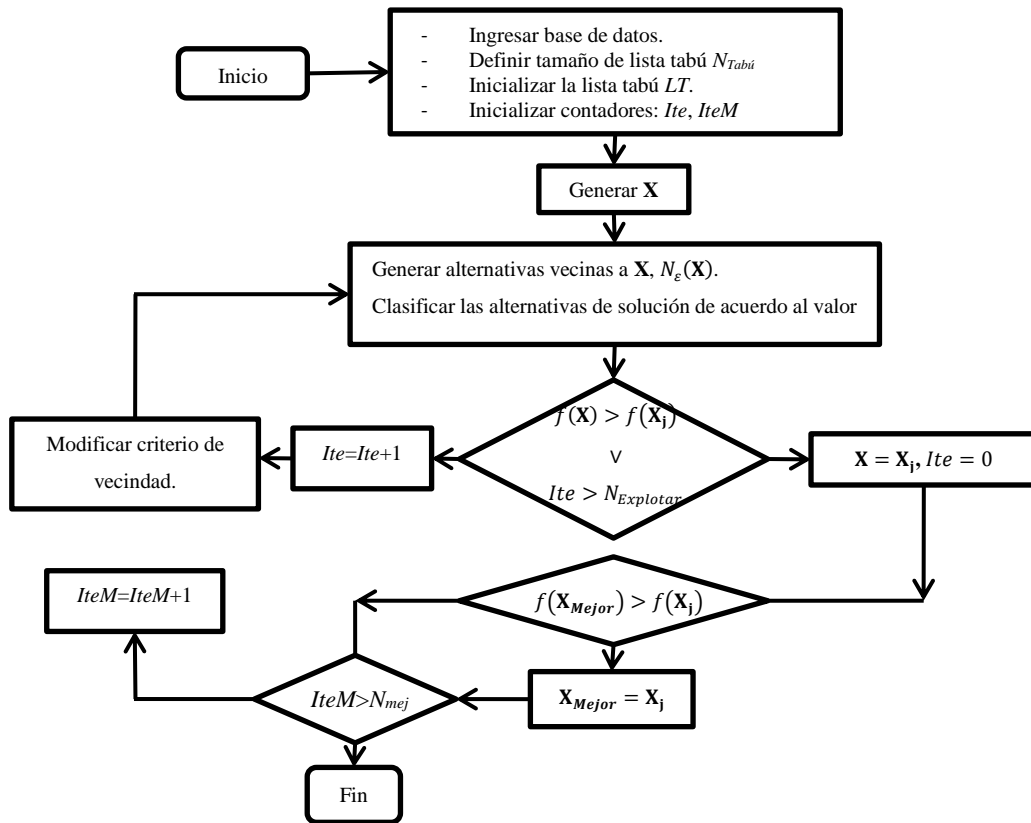 Inicio
- Ingresar base de datos.
- Definir tamaño de lista tabú N_Tabú
- Inicializar la lista tabú LT.
- Inicializar contadores: Ite, IteM
Generar X
Generar alternativas vecinas a X, N_ε(X).
Clasificar las alternativas de solución de acuerdo al valor
f(X) > f(X_j)
∨
Ite > N_Explotar
Ite=Ite+1
Modificar criterio de
vecindad.
X = X_j, Ite = 0
f(X_Mejor) > f(X_j)
IteM=IteM+1
X_Mejor = X_j
IteM>N_mej
Fin